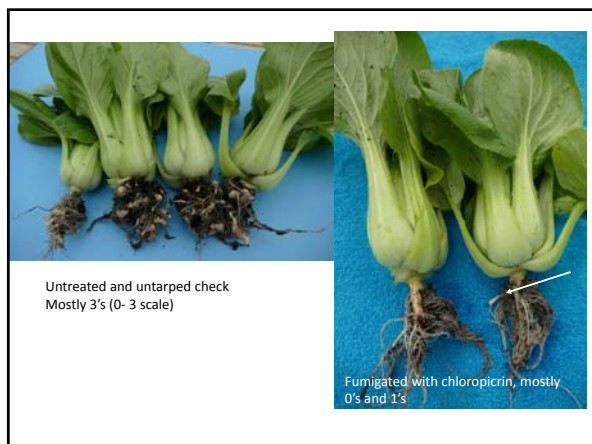 Untreated and untarped check
Mostly 3's (0- 3 scale)
Fumigated with chloropicrin, mostly
0's and 1's